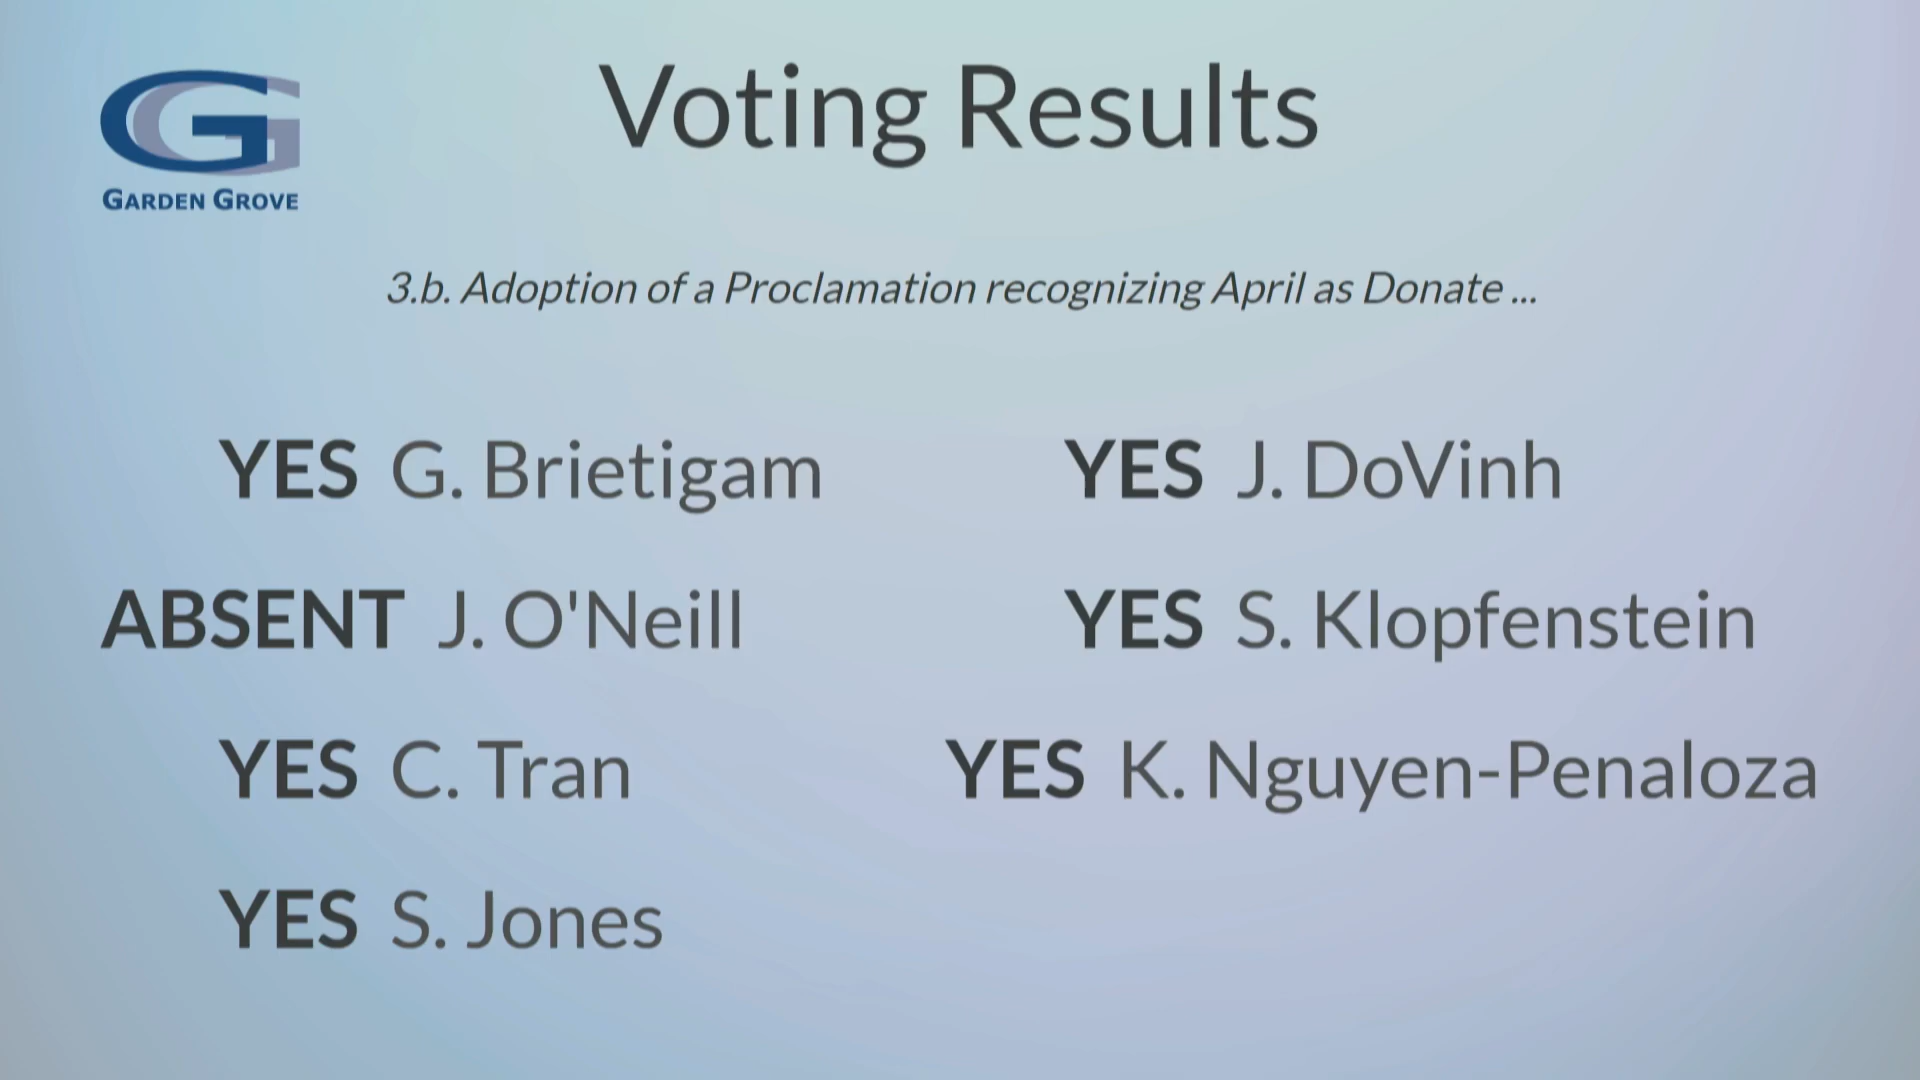 GARDEN GROVE
Voting Results
3.b. Adoption of a Proclamation recognizing April as Donate ...
YES G. Brietigam
YES J. DoVinh
ABSENT J. O'Neill
YES S. Klopfenstein
YES C. Tran
YES K. Nguyen-Penaloza
YES S. Jones